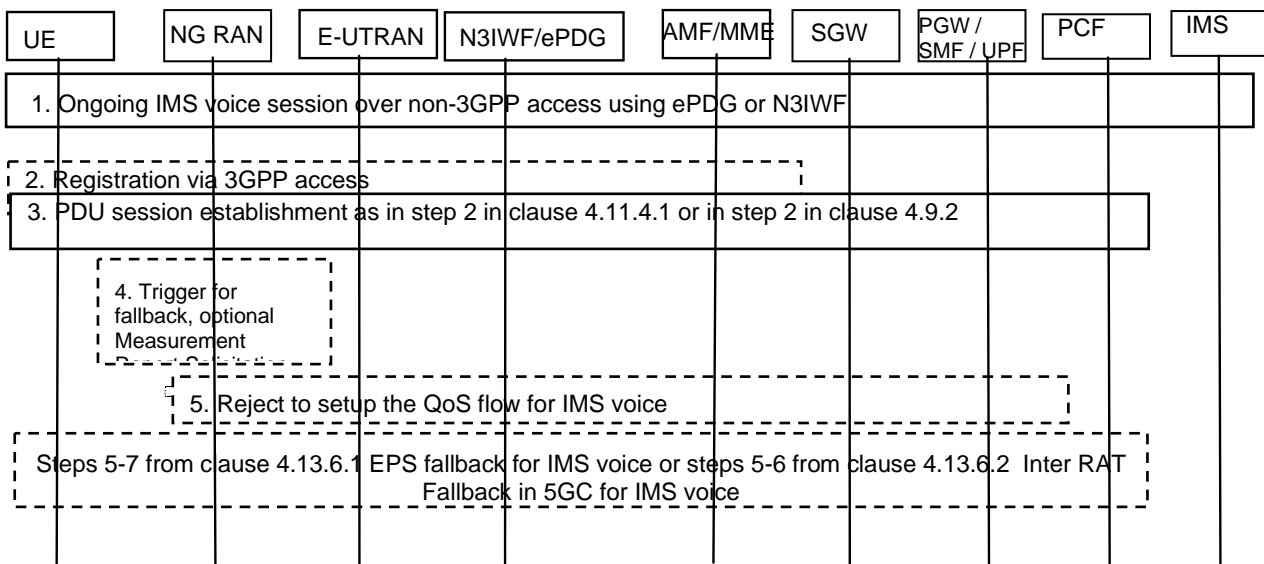 UE
NG RAN
E-UTRAN
N3IWF/ePDG
AMF/MME
SGW
PGW /
SMF / UPF
PCF
IMS
1. Ongoing IMS voice session over non-3GPP access using ePDG or N3IWF
2. Registration via 3GPP access
3. PDU session establishment as in step 2 in clause 4.11.4.1 or in step 2 in clause 4.9.2
4. Trigger for
fallback, optional
Measurement
5. Reject to setup the QoS flow for IMS voice
Steps 5-7 from clause 4.13.6.1 EPS fallback for IMS voice or steps 5-6 from clause 4.13.6.2 Inter RAT
Fallback in 5GC for IMS voice